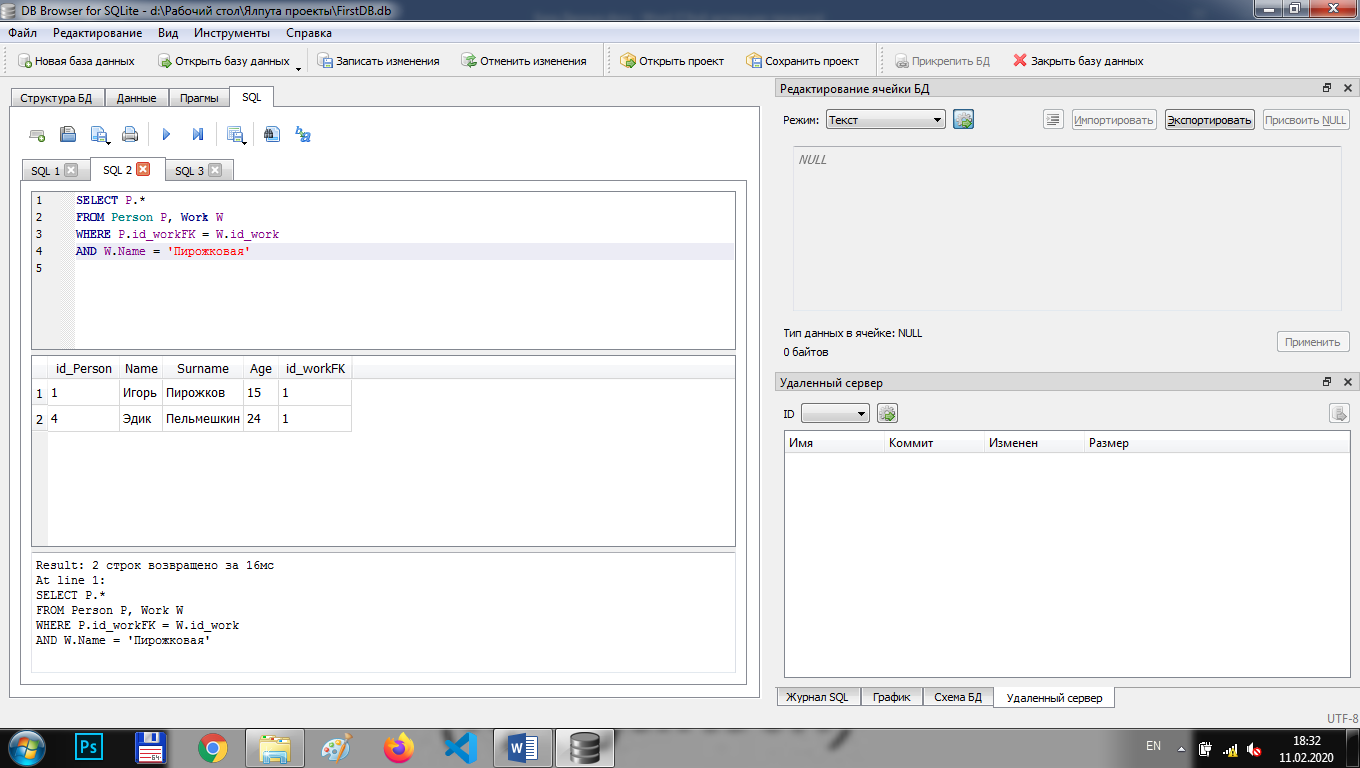 DB Browser for SQLite - d:\Рабочий стол\Ялпута проекты\FirstDB.db
Файл Редактирование Вид Инструменты Справка
Новая база данных Открыть базу данных Записать изменения Отменить изменения Открыть проект Сохранить проект Прикрепить БД Закрыть базу данных
Структура БД Данные Прагмы SQL
SQL 1 SQL 2 SQL 3
1 SELECT P.*
2 FROM Person P, Work W
3 WHERE P.id_workFK = W.id_work
4 AND W.Name = 'Пирожковая'
5
id_Person Name Surname Age id_workFK
1 1 Игорь Пирожков 15 1
2 4 Эдик Пельмешкин 24 1
Result: 2 строк возвращено за 16мс
At line 1:
SELECT P.*
FROM Person P, Work W
WHERE P.id_workFK = W.id_work
AND W.Name = 'Пирожковая'
Редактирование ячейки БД
Режим: Текст Импортировать Экспортировать Присвоить NULL
NULL
Тип данных в ячейке: NULL
0 байтов
Применить
Удаленный сервер
ID
Имя Коммит Изменен Размер
Журнал SQL График Схема БД Удаленный сервер
UTF-8
Ps 64 W EN 18:32
11.02.2020